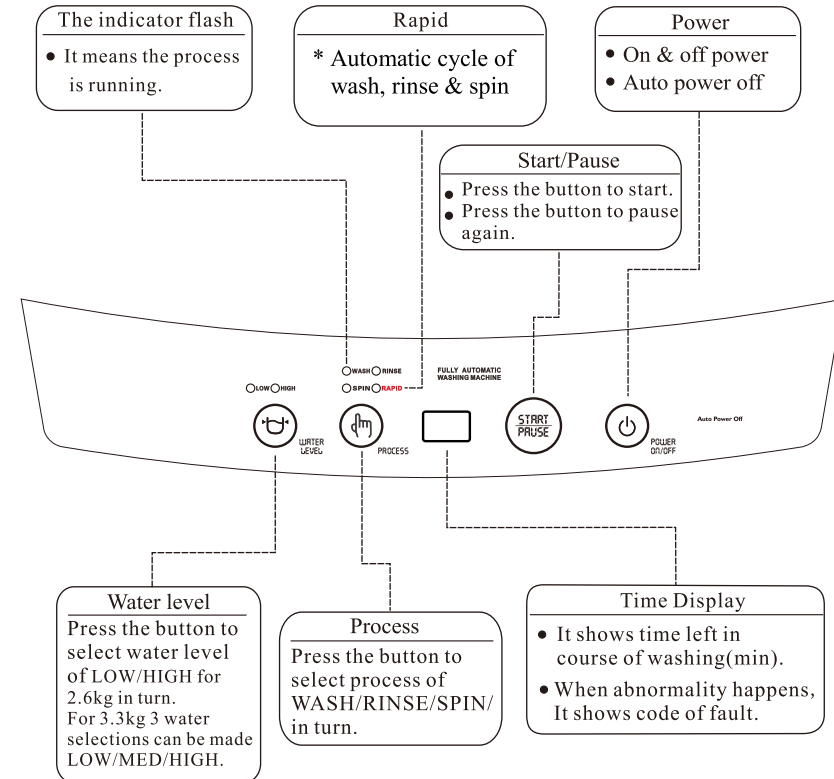 The indicator flash
● It means the process
is running.
Rapid
* Automatic cycle of
wash, rinse & spin
Power
● On & off power
● Auto power off
Start/Pause
● Press the button to start.
● Press the button to pause
again.
WASH RINSE
SPIN RAPID
LOW HIGH
FULLY AUTOMATIC
WASHING MACHINE
WATER
LEVEL
PROCESS
START
PAUSE
POWER
ON/OFF
Auto Power Off
Water level
Press the button to
select water level
of LOW/HIGH for
2.6kg in turn.
For 3.3kg 3 water
selections can be made
LOW/MED/HIGH.
Process
Press the button to
select process of
WASH/RINSE/SPIN/
in turn.
Time Display
● It shows time left in
course of washing(min).
● When abnormality happens,
It shows code of fault.